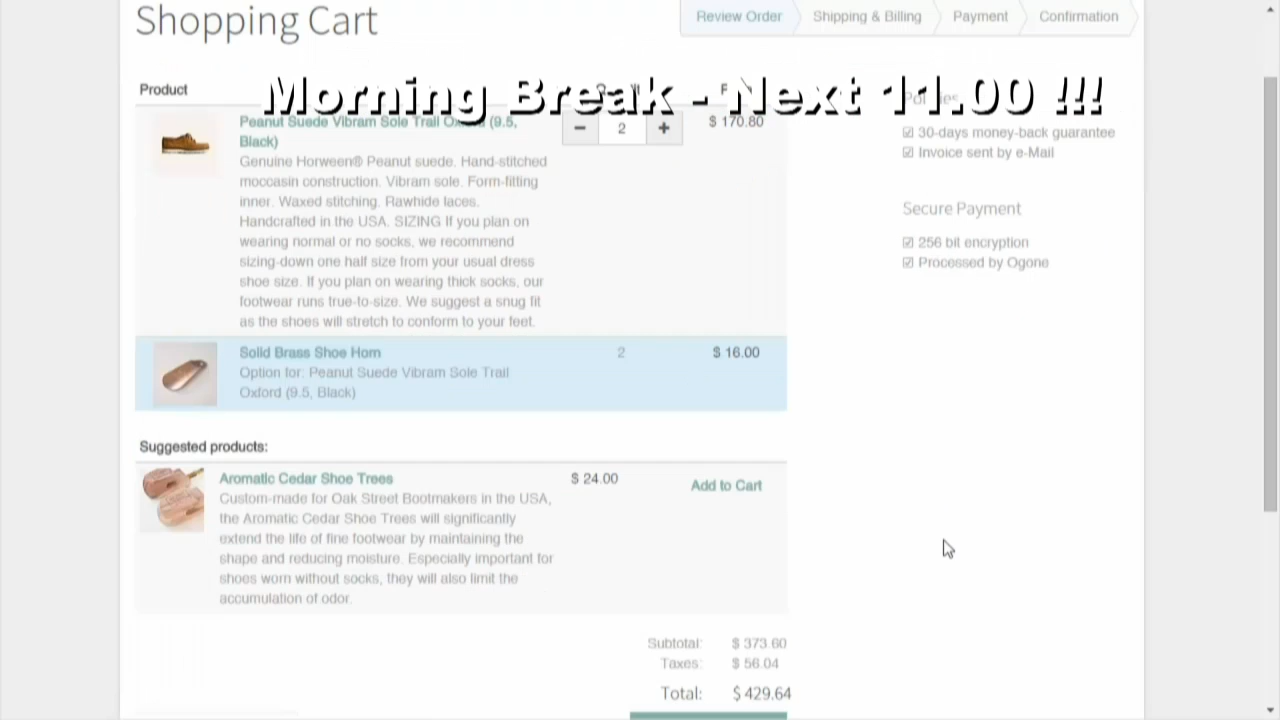 Shopping Cart
Review Order
Shipping & Billing
Payment
Confirmation
Morning Break - Next 11.00 !!!
Product
Peanut Suede Vibram Sole Trail Oxford (9.5,
Black)
Genuine Horween® Peanut suede. Hand-stitched
moccasin construction. Vibram sole. Form-fitting
inner. Waxed stitching. Rawhide laces.
Handcrafted in the USA. SIZING If you plan on
wearing normal or no socks, we recommend
sizing-down one half size from your usual dress
shoe size. If you plan on wearing thick socks, our
footwear runs true-to-size. We suggest a snug fit
as the shoes will stretch to conform to your feet.
− 2 +
$ 170.80
Solid Brass Shoe Horn
Option for: Peanut Suede Vibram Sole Trail
Oxford (9.5, Black)
2
$ 16.00
Suggested products:
Aromatic Cedar Shoe Trees
Custom-made for Oak Street Bootmakers in the USA,
the Aromatic Cedar Shoe Trees will significantly
extend the life of fine footwear by maintaining the
shape and reducing moisture. Especially important for
shoes worn without socks, they will also limit the
accumulation of odor.
$ 24.00
Add to Cart
Subtotal: $ 373.60
Taxes: $ 56.04
Total: $ 429.64
30-days money-back guarantee
Invoice sent by e-Mail
Secure Payment
256 bit encryption
Processed by Ogone